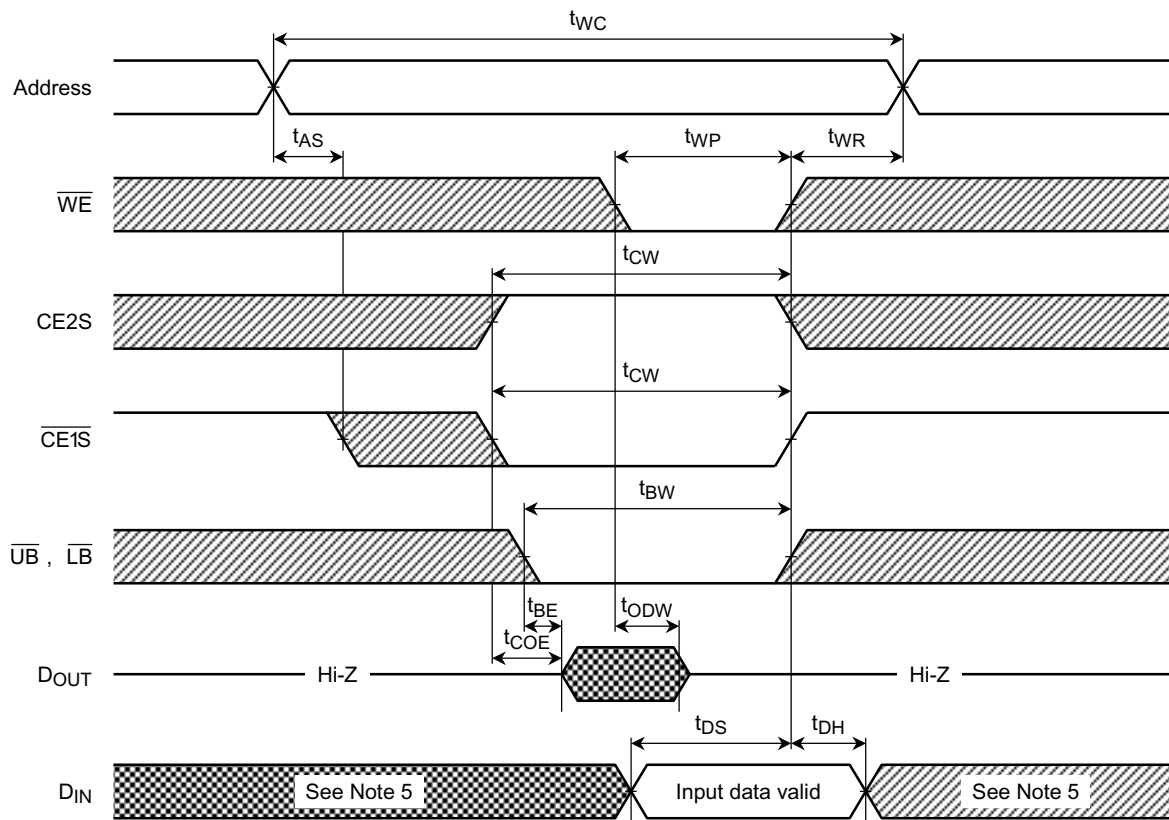 tWC
Address
tAS
tWP
tWR
WE
tCW
CE2S
tCW
CE1S
tBW
UB , LB
tBE
tODW
tCOE
DOUT
Hi-Z
Hi-Z
tDS
tDH
DIN
See Note 5
Input data valid
See Note 5